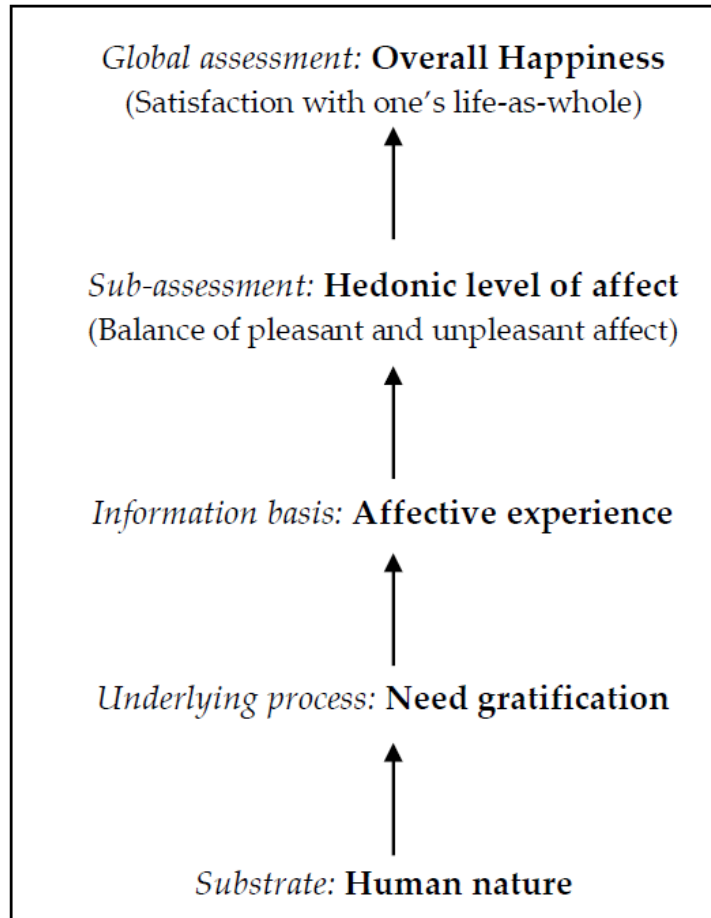 Global assessment: Overall Happiness
(Satisfaction with one’s life-as-whole)
Sub-assessment: Hedonic level of affect
(Balance of pleasant and unpleasant affect)
Information basis: Affective experience
Underlying process: Need gratification
Substrate: Human nature